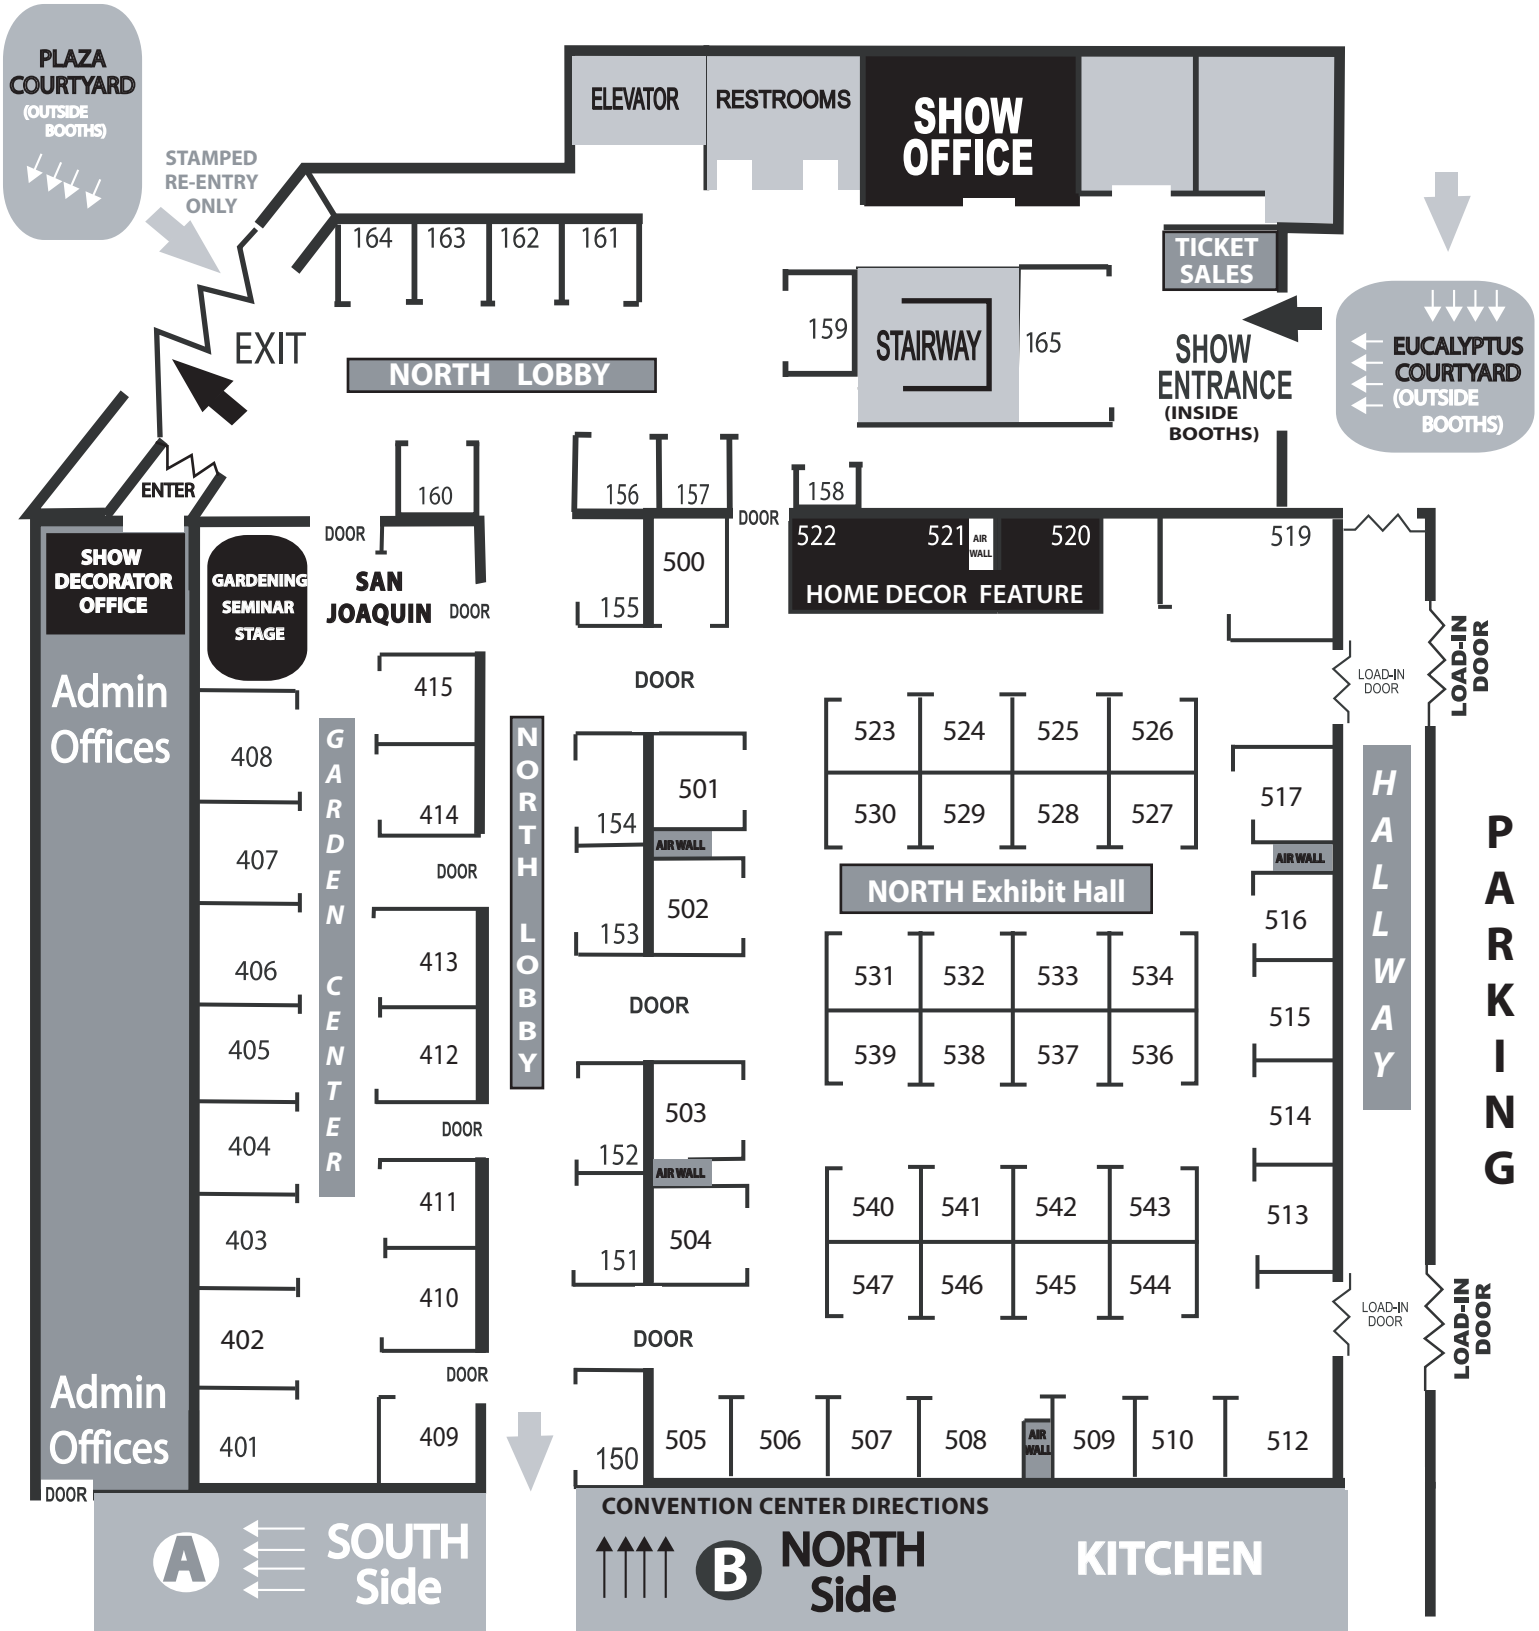 PLAZA
COURTYARD
(OUTSIDE
BOOTHS)
STAMPED
RE-ENTRY
ONLY
ELEVATOR
RESTROOMS
SHOW
OFFICE
164
163
162
161
TICKET
SALES
159
STAIRWAY
165
EXIT
NORTH LOBBY
SHOW
ENTRANCE
(INSIDE
BOOTHS)
EUCALYPTUS
COURTYARD
(OUTSIDE
BOOTHS)
ENTER
160
156
157
158
DOOR
DOOR
SHOW
DECORATOR
OFFICE
GARDENING
SEMINAR
STAGE
SAN
JOAQUIN
DOOR
500
155
522
521
AIR
WALL
520
HOME DECOR FEATURE
519
LOAD-IN
DOOR
LOAD-IN
DOOR
Admin
Offices
415
DOOR
408
414
407
DOOR
406
413
405
412
404
DOOR
403
411
402
410
DOOR
401
409
GARDEN CENTER
NORTH LOBBY
501
154
AIR WALL
502
153
DOOR
503
152
AIR WALL
504
151
DOOR
150
523
524
525
526
530
529
528
527
NORTH Exhibit Hall
531
532
533
534
539
538
537
536
540
541
542
543
547
546
545
544
517
AIR WALL
516
515
514
513
HALLWAY
PARKING
LOAD-IN
DOOR
LOAD-IN
DOOR
505
506
507
508
AIR
WALL
509
510
512
Admin
Offices
DOOR
A
SOUTH
Side
CONVENTION CENTER DIRECTIONS
B
NORTH
Side
KITCHEN